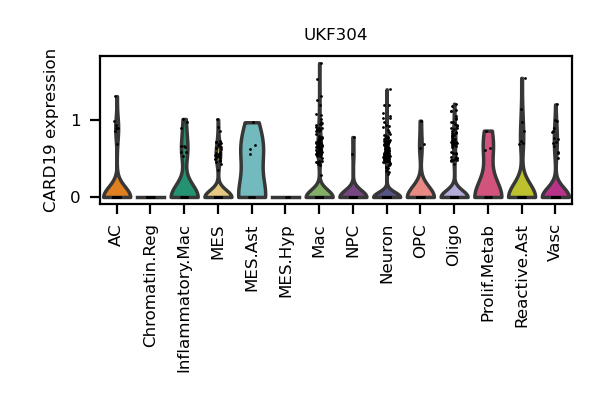 UKF304
CARD19 expression
1
0
AC
Chromatin.Reg
Inflammatory.Mac
MES
MES.Ast
MES.Hyp
Mac
NPC
Neuron
OPC
Oligo
Prolif.Metab
Reactive.Ast
Vasc